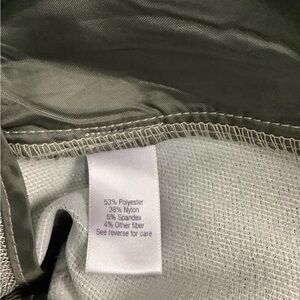 53% Polyester
38% Nylon
5% Spandex
4% Other fiber
See reverse for care